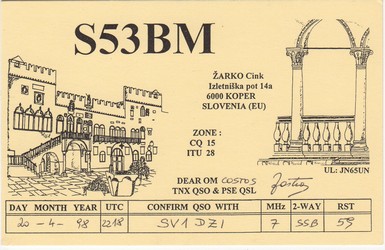 S53BM
ŽARKO Cink
Izletniška pot 14a
6000 KOPER
SLOVENIA (EU)
ZONE :
CQ 15
ITU 28
UL: JN65UN
DEAR OM COSTOS
TNX QSO & PSE QSL
DAY MONTH YEAR UTC CONFIRM QSO WITH MHz 2-WAY RST
20-4-98 2218 SV1DZI 7 SSB 59